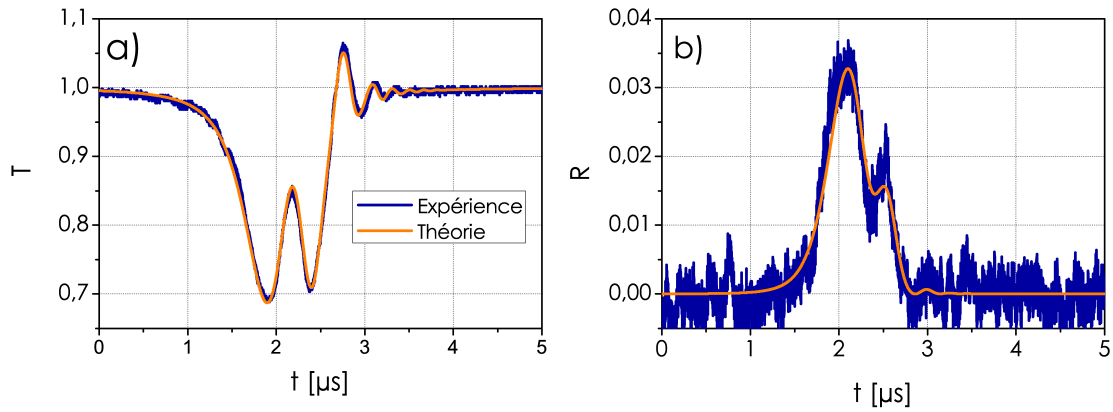 a)
1,1
1,0
0,9
0,8
0,7
T
Expérience
Théorie
0 1 2 3 4 5
t [µs]
b)
0,04
0,03
0,02
0,01
0,00
R
0 1 2 3 4 5
t [µs]